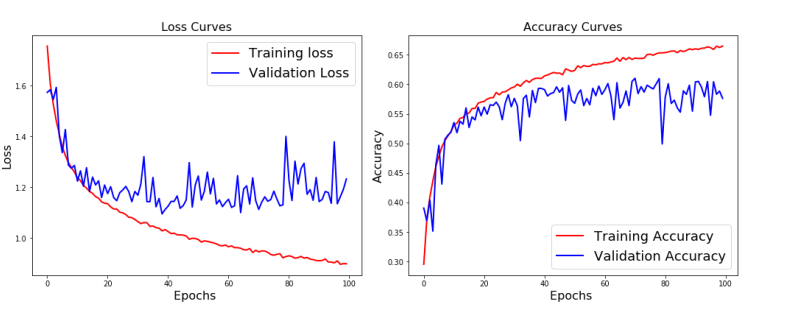 Loss Curves
Training loss
Validation Loss
1.6
1.4
1.2
1.0
Loss
0 20 40 60 80 100
Epochs
Accuracy Curves
0.65
0.60
0.55
0.50
0.45
0.40
0.35
0.30
Accuracy
Training Accuracy
Validation Accuracy
0 20 40 60 80 100
Epochs